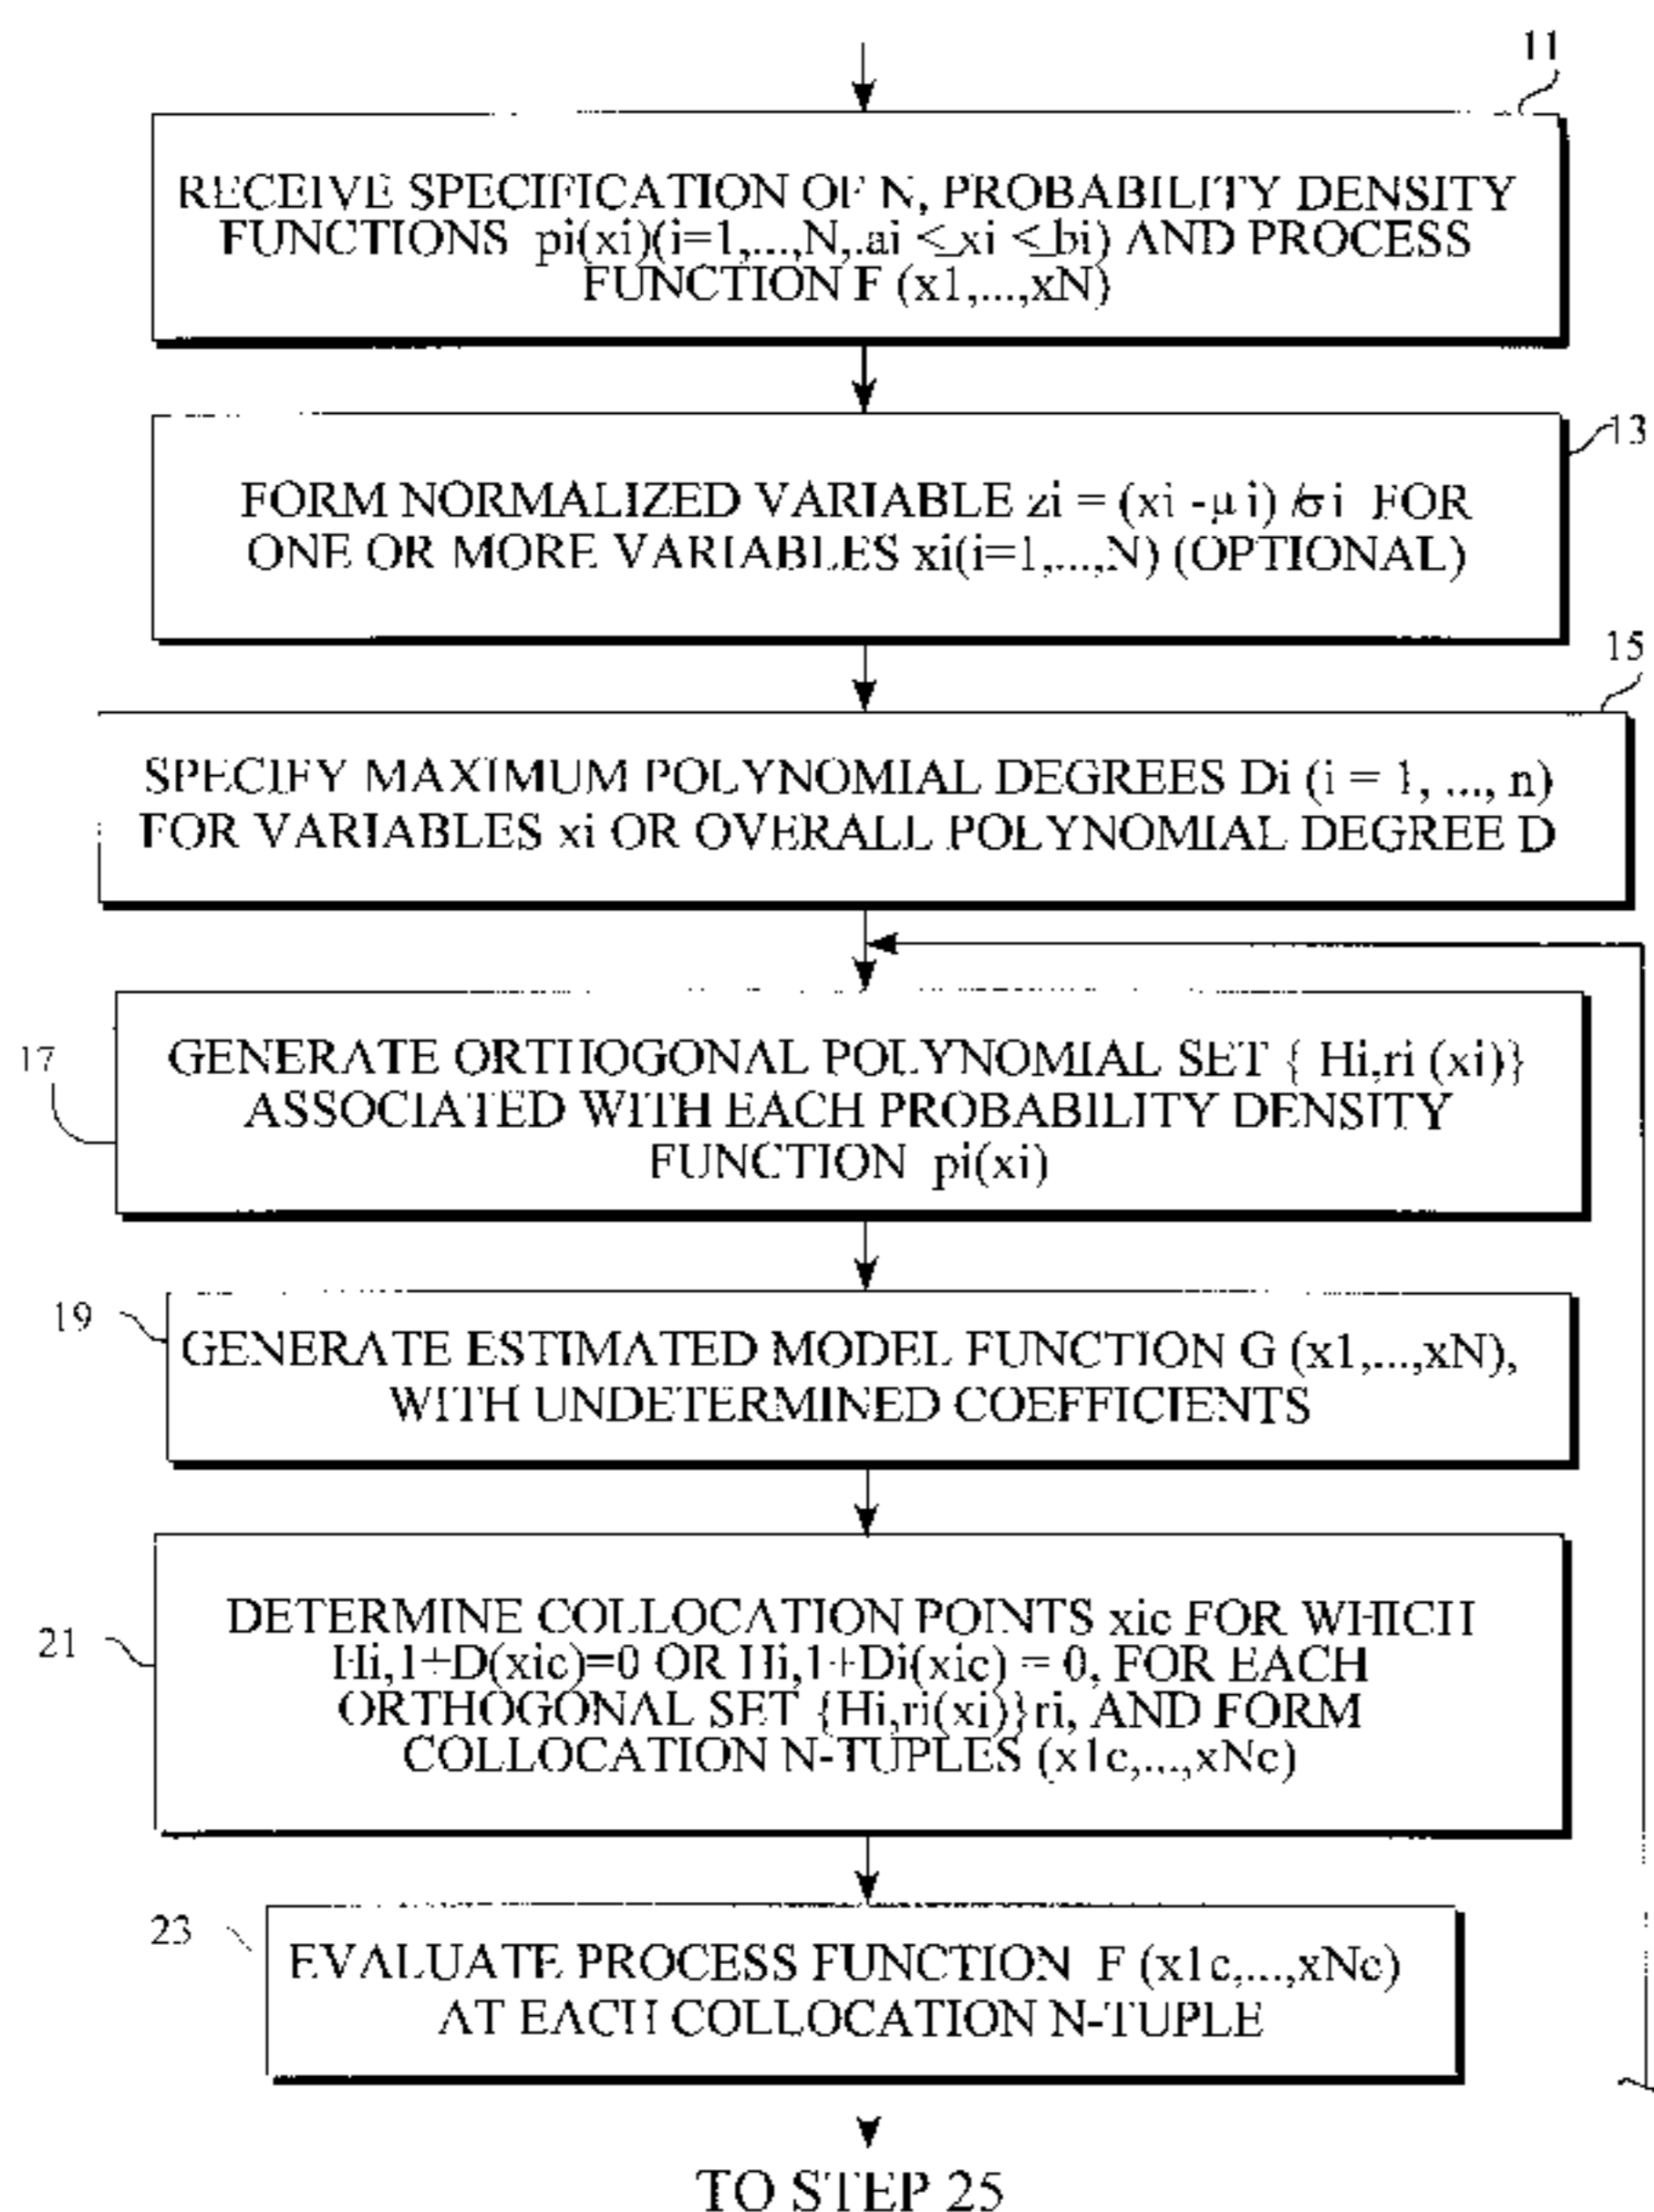 11
RECEIVE SPECIFICATION OF N, PROBABILITY DENSITY
FUNCTIONS pi(xi)(i=1,...,N,.ai ≤ xi ≤ bi) AND PROCESS
FUNCTION F (x1,...,xN)
13
FORM NORMALIZED VARIABLE zi = (xi -μ i) /σ i FOR
ONE OR MORE VARIABLES xi(i=1,...,N) (OPTIONAL)
15
SPECIFY MAXIMUM POLYNOMIAL DEGREES Di (i = 1, ..., n)
FOR VARIABLES xi OR OVERALL POLYNOMIAL DEGREE D
17
GENERATE ORTHOGONAL POLYNOMIAL SET { Hi,ri (xi)}
ASSOCIATED WITH EACH PROBABILITY DENSITY
FUNCTION pi(xi)
19
GENERATE ESTIMATED MODEL FUNCTION G (x1,...,xN),
WITH UNDETERMINED COEFFICIENTS
21
DETERMINE COLLOCATION POINTS xic FOR WHICH
Hi,1+D(xic)=0 OR Hi,1+Di(xic) = 0, FOR EACH
ORTHOGONAL SET {Hi,ri(xi)}ri, AND FORM
COLLOCATION N-TUPLES (x1c,...,xNc)
23
EVALUATE PROCESS FUNCTION F (x1c,...,xNc)
AT EACH COLLOCATION N-TUPLE
TO STEP 25